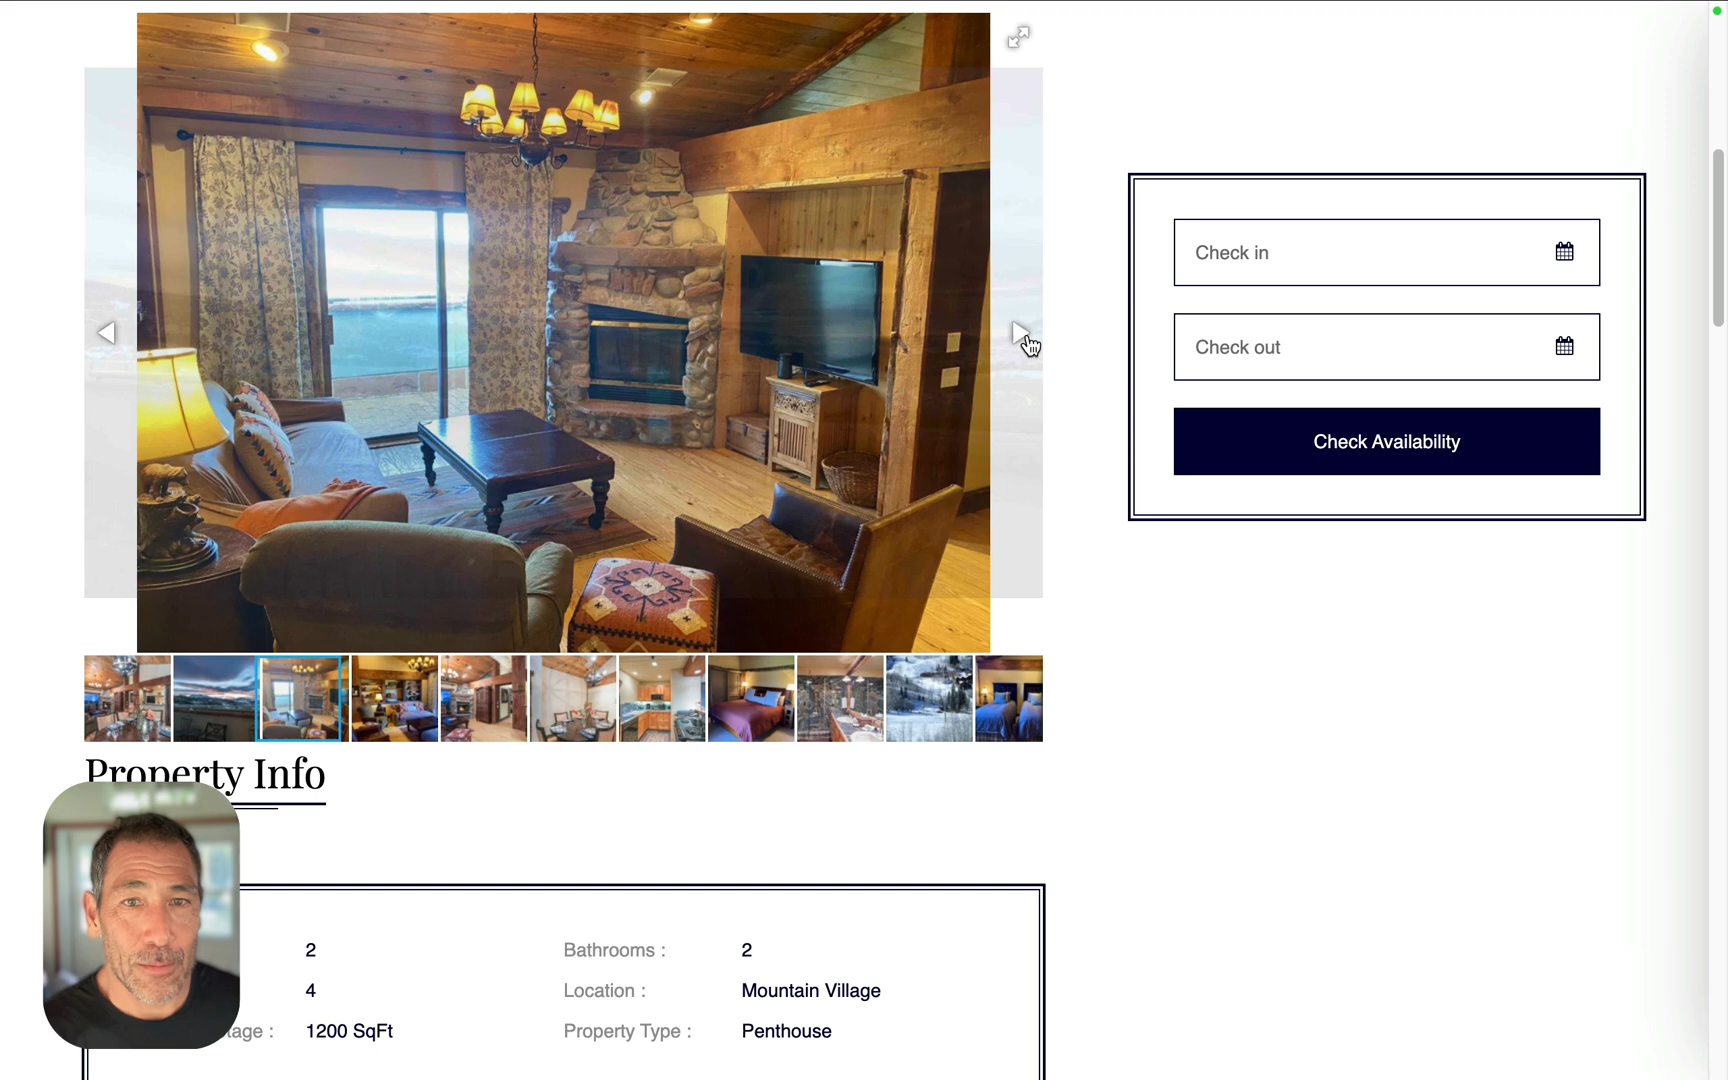 Check in
Check out
Check Availability
Property Info
2 Bathrooms : 2
4 Location : Mountain Village
tage : 1200 SqFt Property Type : Penthouse